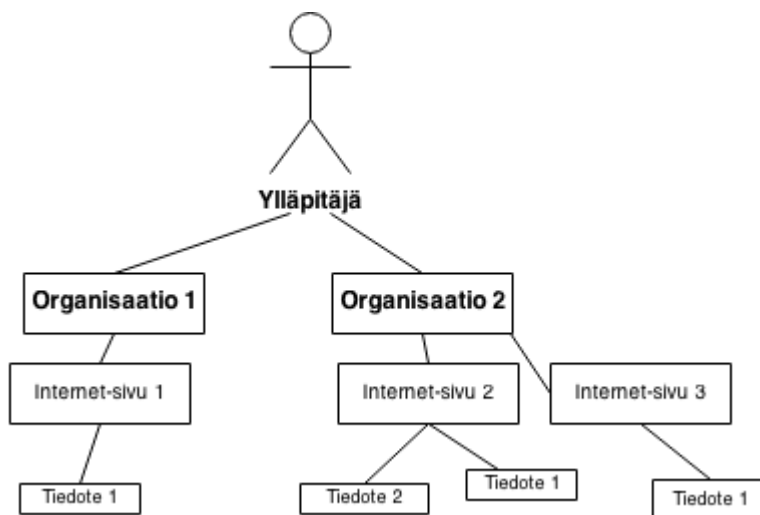 Ylläpitäjä
Organisaatio 1
Organisaatio 2
Internet-sivu 1
Internet-sivu 2
Internet-sivu 3
Tiedote 1
Tiedote 2
Tiedote 1
Tiedote 1